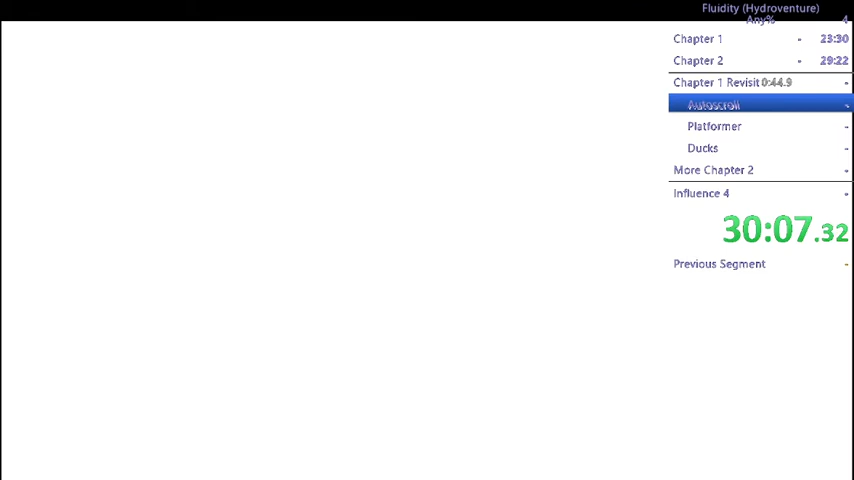 Fluidity (Hydroventure)
Any% 4
Chapter 1 - 23:30
Chapter 2 - 29:22
Chapter 1 Revisit 0:44.9 -
Autoscroll -
Platformer -
Ducks -
More Chapter 2 -
Influence 4 -
30:07.32
Previous Segment -